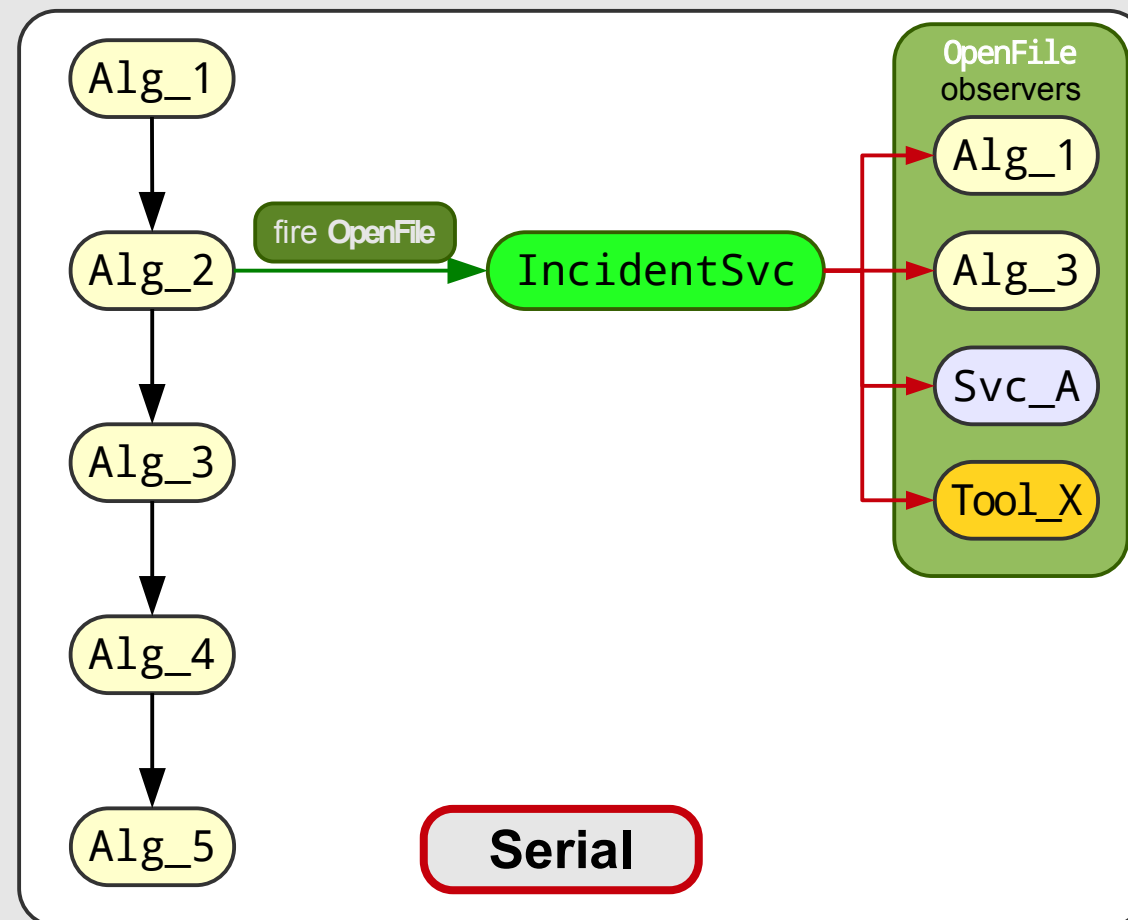 Alg_1
Alg_2
Alg_3
Alg_4
Alg_5
fire OpenFile
IncidentSvc
OpenFile
observers
Alg_1
Alg_3
Svc_A
Tool_X
Serial